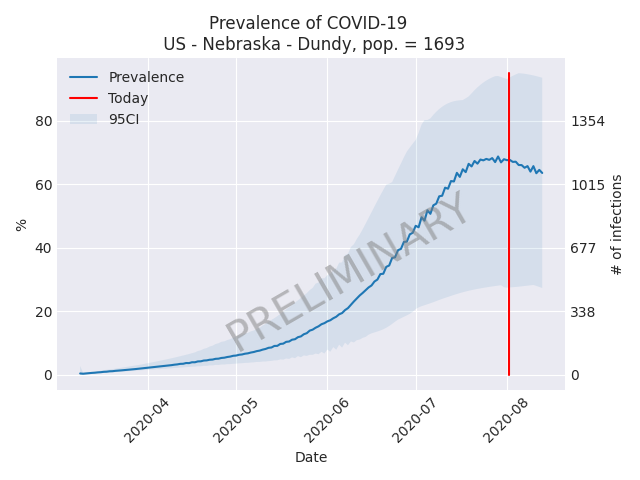 Prevalence of COVID-19
US - Nebraska - Dundy, pop. = 1693
Prevalence
Today
95CI
80
60
40
20
0
%
1354
1015
677
338
0
# of infections
PRELIMINARY
2020-04
2020-05
2020-06
2020-07
2020-08
Date